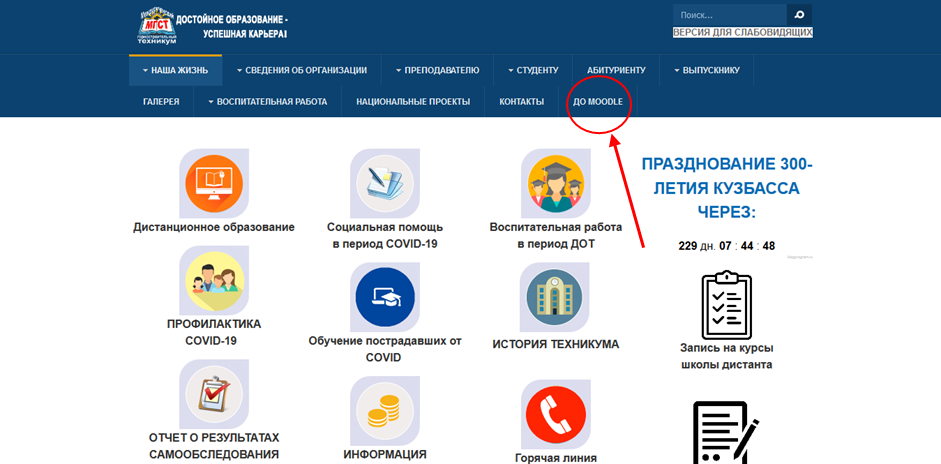 МГСТ
техникум
ДОСТОЙНОЕ ОБРАЗОВАНИЕ -
УСПЕШНАЯ КАРЬЕРА!
Поиск...
ВЕРСИЯ ДЛЯ СЛАБОВИДЯЩИХ
НАША ЖИЗНЬ
СВЕДЕНИЯ ОБ ОРГАНИЗАЦИИ
ПРЕПОДАВАТЕЛЮ
СТУДЕНТУ
АБИТУРИЕНТУ
ВЫПУСКНИКУ
ГАЛЕРЕЯ
ВОСПИТАТЕЛЬНАЯ РАБОТА
НАЦИОНАЛЬНЫЕ ПРОЕКТЫ
КОНТАКТЫ
ДО MOODLE
Дистанционное образование
Социальная помощь
в период COVID-19
Воспитательная работа
в период ДОТ
ПРОФИЛАКТИКА
COVID-19
Обучение пострадавших от
COVID
ИСТОРИЯ ТЕХНИКУМА
ОТЧЕТ О РЕЗУЛЬТАТАХ
САМООБСЛЕДОВАНИЯ
ИНФОРМАЦИЯ
Горячая линия
ПРАЗДНОВАНИЕ 300-
ЛЕТИЯ КУЗБАССА
ЧЕРЕЗ:
229 дн. 07 : 44 : 48
Запись на курсы
школы дистанта